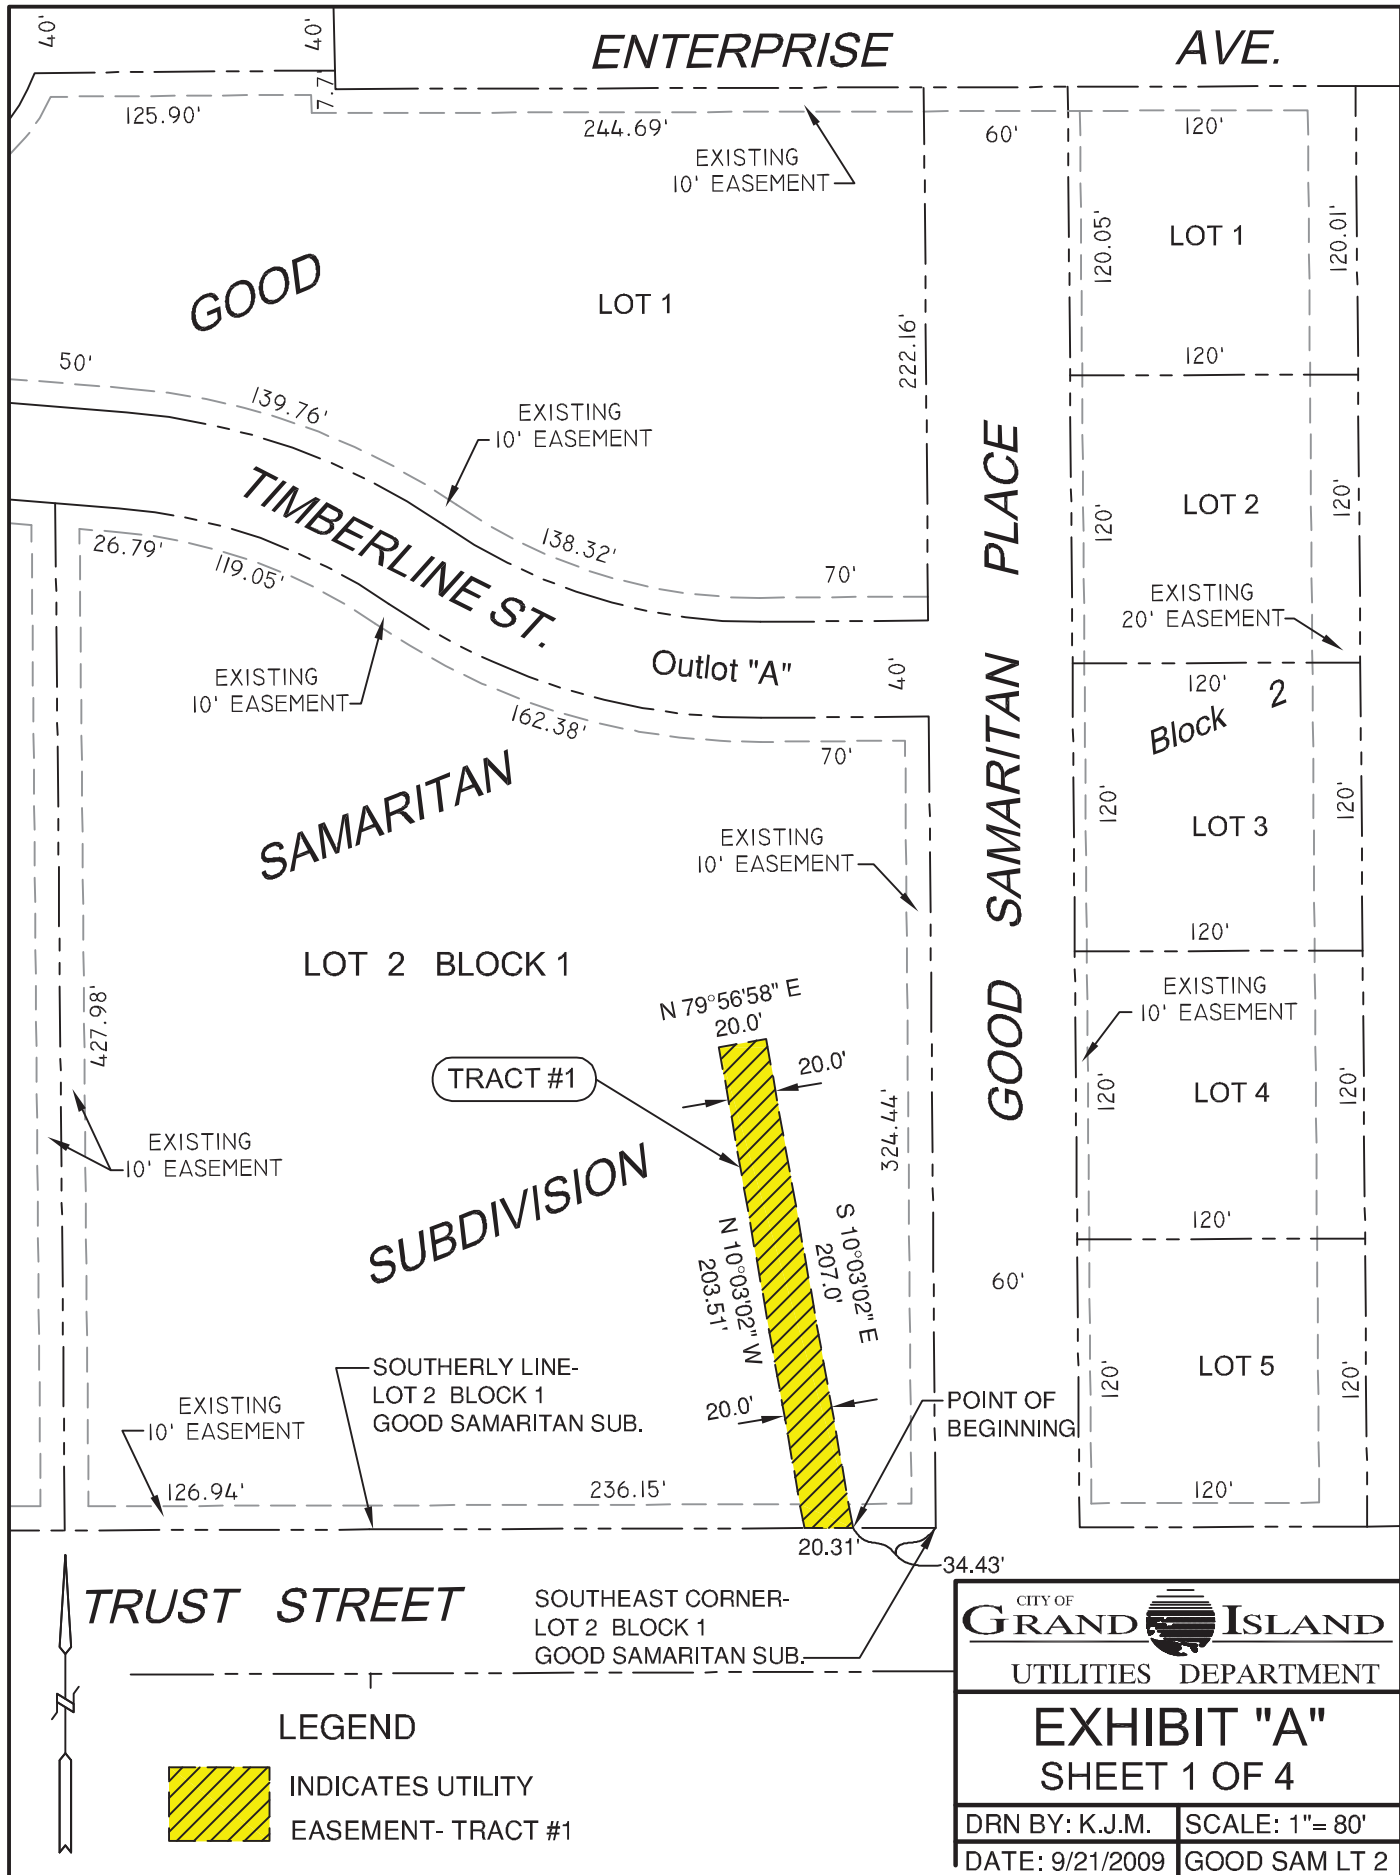 40'
40'
7.7'
ENTERPRISE AVE.
125.90'
244.69'
60'
120'
EXISTING
10' EASEMENT
120.05'
LOT 1
120.01'
GOOD
LOT 1
222.16'
120'
50'
139.76'
EXISTING
10' EASEMENT
TIMBERLINE ST.
138.32'
70'
26.79'
119.05'
120'
LOT 2
120'
EXISTING
20' EASEMENT
Outlot "A"
40'
EXISTING
10' EASEMENT
162.38'
70'
120'
Block 2
SAMARITAN
GOOD SAMARITAN PLACE
EXISTING
10' EASEMENT
120'
LOT 3
120'
120'
LOT 2 BLOCK 1
427.98'
N 79°56'58" E
20.0'
20.0'
TRACT #1
EXISTING
10' EASEMENT
120'
LOT 4
120'
324.44'
EXISTING
10' EASEMENT
SUBDIVISION
N 10°03'02" W
203.51'
S 10°03'02" E
207.0'
120'
60'
SOUTHERLY LINE-
LOT 2 BLOCK 1
GOOD SAMARITAN SUB.
20.0'
POINT OF
BEGINNING
120'
LOT 5
120'
EXISTING
10' EASEMENT
126.94'
236.15'
120'
20.31'
34.43'
TRUST STREET
SOUTHEAST CORNER-
LOT 2 BLOCK 1
GOOD SAMARITAN SUB.
LEGEND
INDICATES UTILITY
EASEMENT- TRACT #1
CITY OF
GRAND ISLAND
UTILITIES DEPARTMENT
EXHIBIT "A"
SHEET 1 OF 4
DRN BY: K.J.M.
SCALE: 1"= 80'
DATE: 9/21/2009
GOOD SAM LT 2